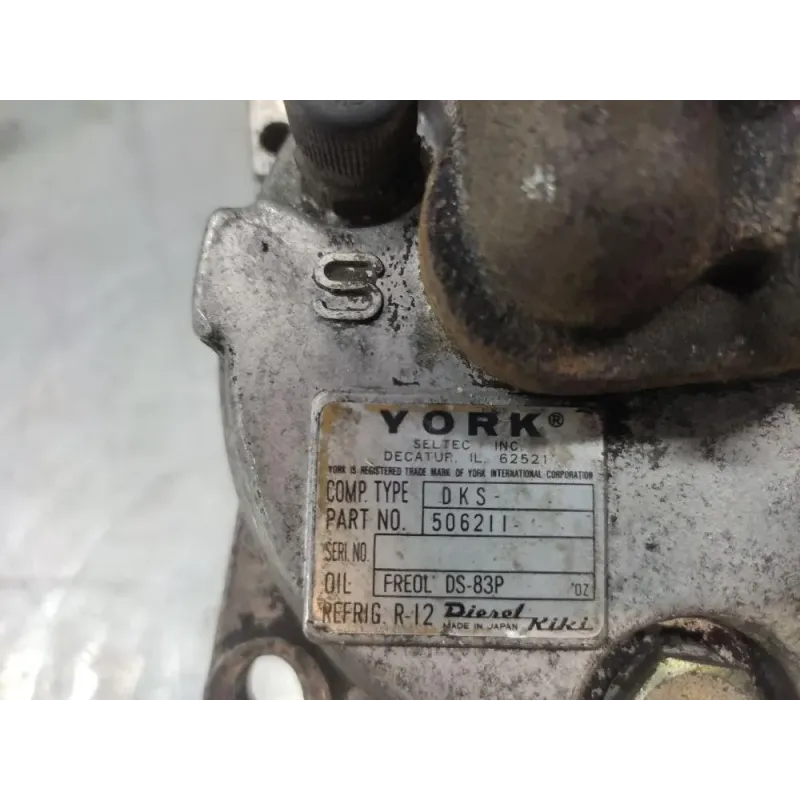 S
YORK®
SELTEC INC.
DECATUR, IL. 62521
YORK IS REGISTERED TRADE MARK OF YORK INTERNATIONAL CORPORATION
COMP. TYPE DKS-
PART NO. 506211-
SERI. NO.
OIL FREOL DS-83P OZ
REFRIG. R-12 Diesel Kiki
MADE IN JAPAN